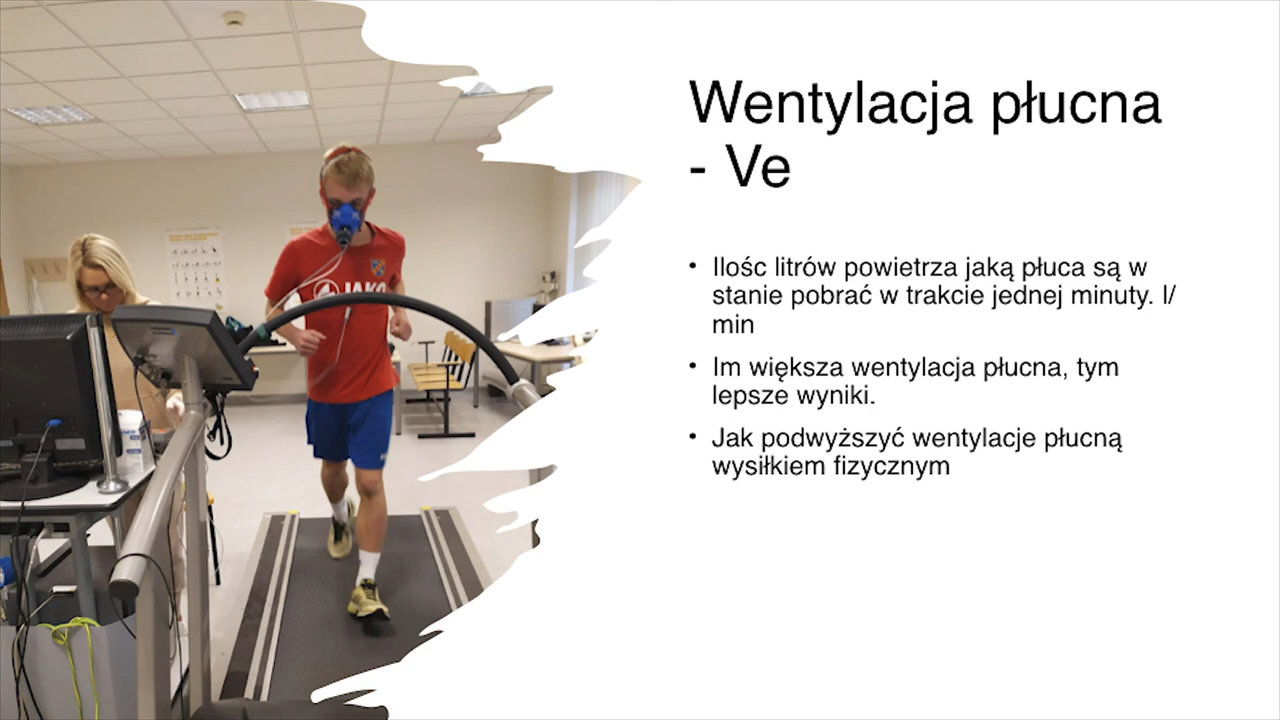 Wentylacja płucna
- Ve
• Ilośc litrów powietrza jaką płuca są w
stanie pobrać w trakcie jednej minuty. l/
min
• Im większa wentylacja płucna, tym
lepsze wyniki.
• Jak podwyższyć wentylacje płucną
wysiłkiem fizycznym
JAKO